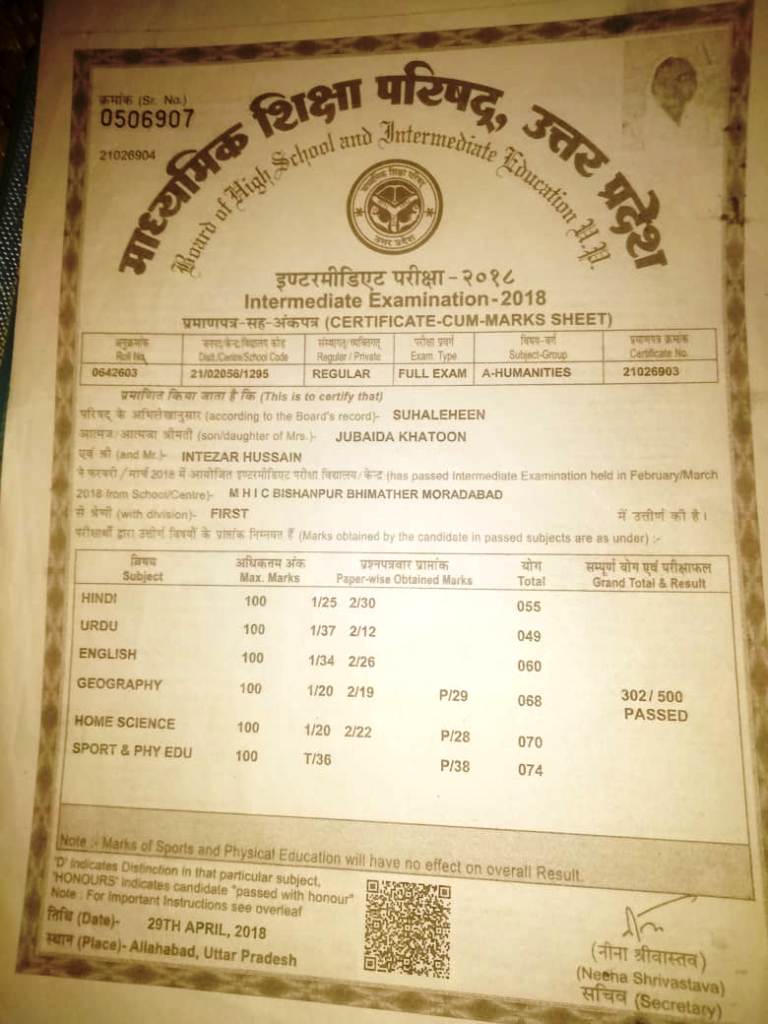 क्रमांक (Sr. No.)
0506907
21026904
माध्यमिक शिक्षा परिषद्, उत्तर प्रदेश
Board of High School and Intermediate Education U.P.
माध्यमिक शिक्षा परिषद्
उत्तर प्रदेश
इण्टरमीडिएट परीक्षा - २०१८
Intermediate Examination-2018
प्रमाणपत्र-सह-अंकपत्र (CERTIFICATE-CUM-MARKS SHEET)
अनुक्रमांक जनपद/केन्द्र/विद्यालय कोड संस्थागत/व्यक्तिगत परीक्षा प्रवर्ग विषय-वर्ग प्रमाणपत्र क्रमांक
Roll No. Distt./Centre/School Code Regular / Private Exam. Type Subject-Group Certificate No.
0642603 21/02056/1295 REGULAR FULL EXAM A-HUMANITIES 21026903
प्रमाणित किया जाता है कि (This is to certify that)
परिषद् के अभिलेखानुसार (according to the Board's record)- SUHALEHEEN
आत्मज/आत्मजा श्रीमती (son/daughter of Mrs.)- JUBAIDA KHATOON
एवं श्री (and Mr.)- INTEZAR HUSSAIN
ने फरवरी/मार्च 2018 में आयोजित इण्टरमीडिएट परीक्षा विद्यालय/केन्द्र (has passed Intermediate Examination held in February/March
2018 from School/Centre)- M H I C BISHANPUR BHIMATHER MORADABAD
से श्रेणी (with division)- FIRST में उत्तीर्ण की है।
परीक्षार्थी द्वारा उत्तीर्ण विषयों के प्राप्तांक निम्नवत हैं (Marks obtained by the candidate in passed subjects are as under) :-
विषय अधिकतम अंक प्रश्नपत्रवार प्राप्तांक योग सम्पूर्ण योग एवं परीक्षाफल
Subject Max. Marks Paper-wise Obtained Marks Total Grand Total & Result
HINDI 100 1/25 2/30 055
URDU 100 1/37 2/12 049
ENGLISH 100 1/34 2/26 060
GEOGRAPHY 100 1/20 2/19 P/29 068 302/500
PASSED
HOME SCIENCE 100 1/20 2/22 P/28 070
SPORT & PHY EDU 100 T/36 P/38 074
Note :- Marks of Sports and Physical Education will have no effect on overall Result.
'D' Indicates Distinction in that particular subject,
'HONOURS' indicates candidate "passed with honour"
Note : For Important Instructions see overleaf
तिथि (Date)- 29TH APRIL, 2018
स्थान (Place)- Allahabad, Uttar Pradesh
(नीना श्रीवास्तव)
(Neena Shrivastava)
सचिव (Secretary)